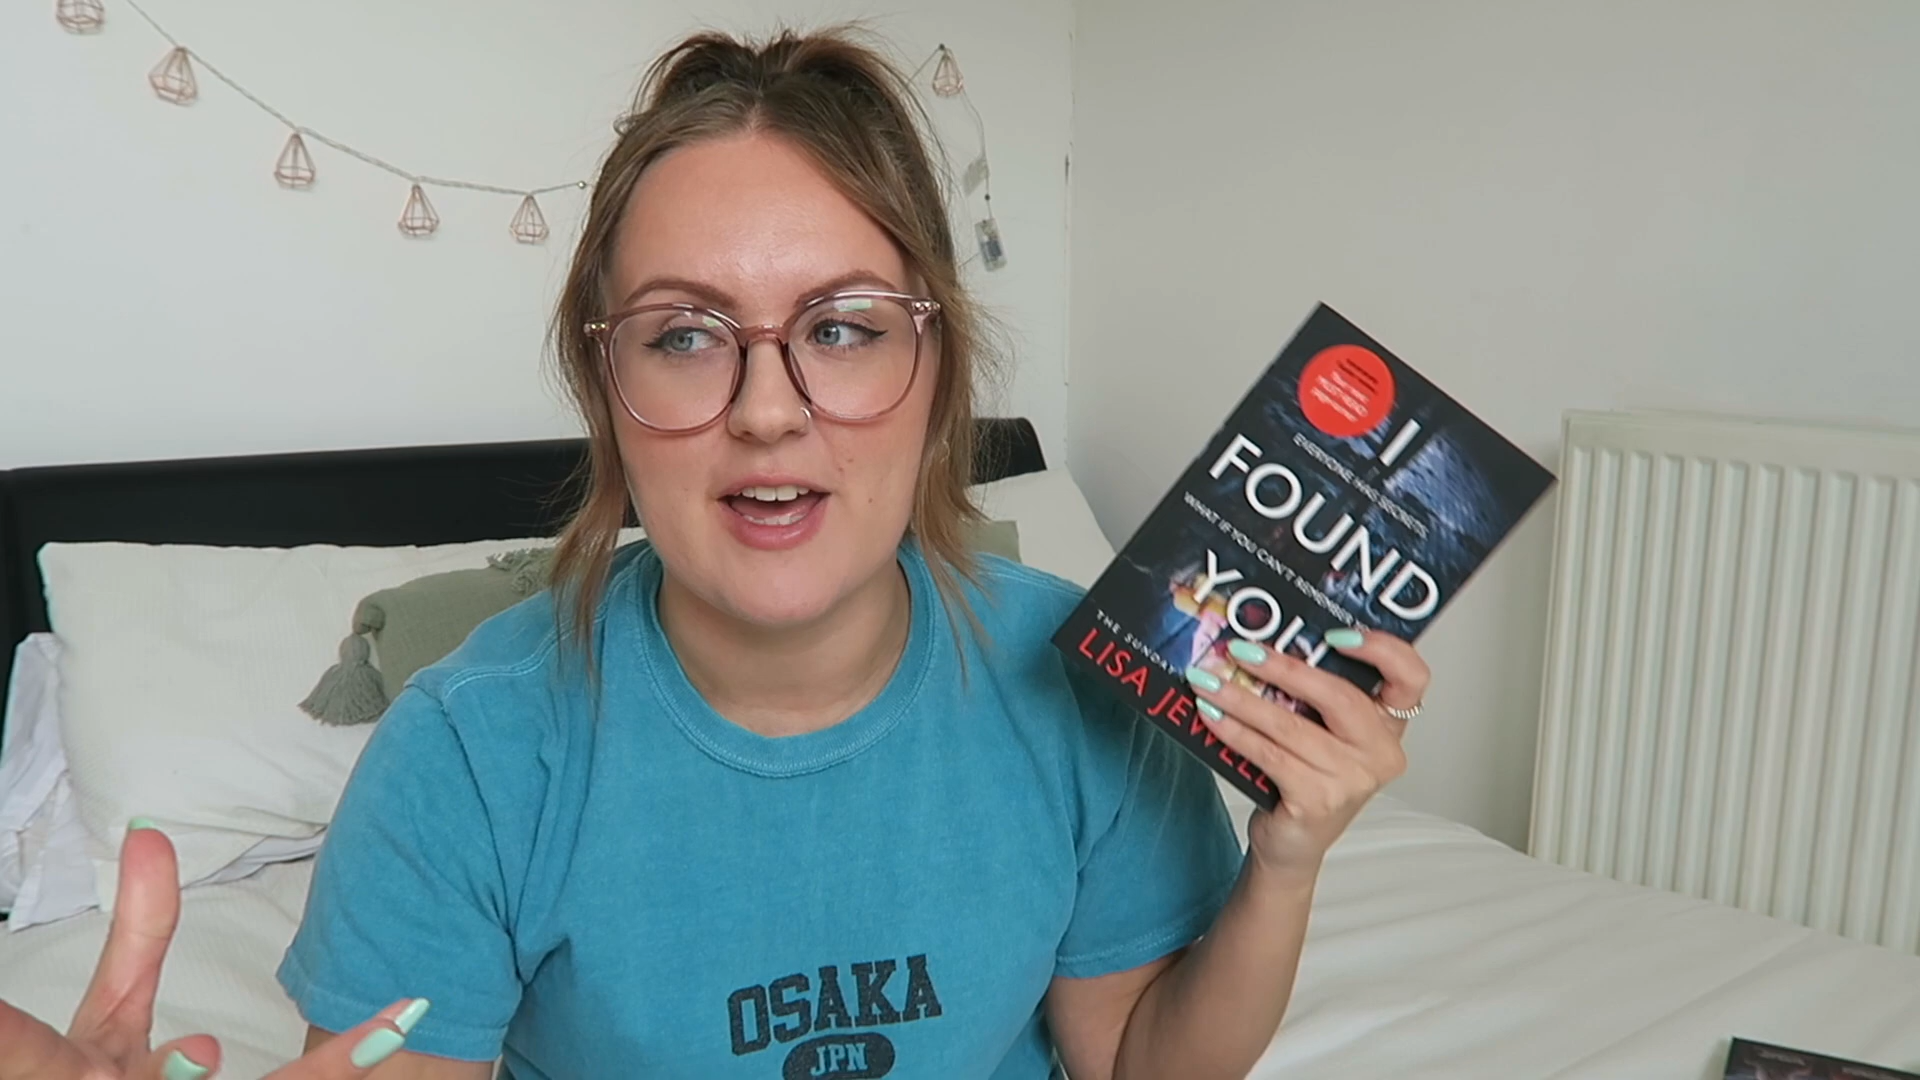 I
EVERYONE HAS SECRETS
FOUND
WHAT IF YOU CAN'T REMEMBER
YOU
THE SUNDAY
LISA JEWELL
OSAKA
JPN